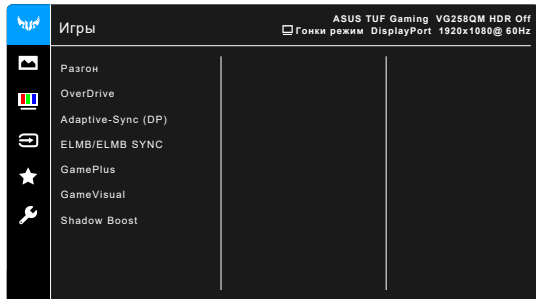 Игры
ASUS TUF Gaming VG258QM HDR Off
Гонки режим DisplayPort 1920x1080@ 60Hz
Разгон
OverDrive
Adaptive-Sync (DP)
ELMB/ELMB SYNC
GamePlus
GameVisual
Shadow Boost